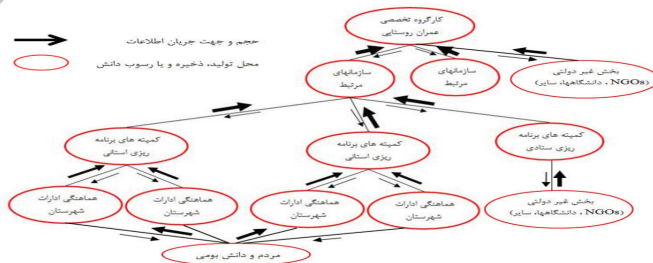 کارگروه تخصصی
عمران روستایی
حجم و جهت جریان اطلاعات
محل تولید، ذخیره و یا رسوب دانش
سازمانهای
مرتبط
سازمانهای
مرتبط
بخش غیر دولتی
(NGOs ، دانشگاهها، سایر)
کمیته های برنامه
ریزی استانی
کمیته های برنامه
ریزی استانی
کمیته های برنامه
ریزی ستادی
هماهنگی ادارات
شهرستان
هماهنگی ادارات
شهرستان
هماهنگی ادارات
شهرستان
هماهنگی ادارات
شهرستان
بخش غیر دولتی
(NGOs ، دانشگاهها، سایر)
مردم و دانش بومی